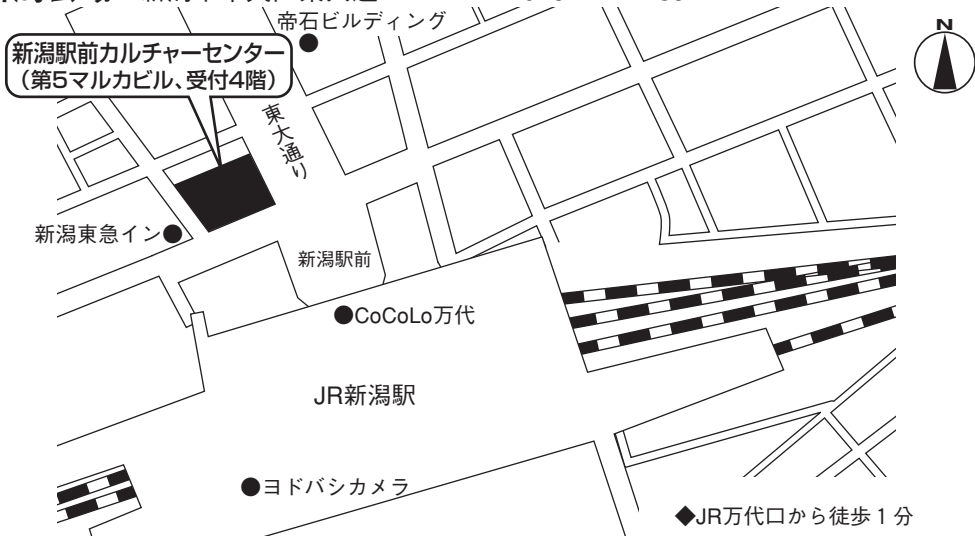 帝石ビルディング
N
新潟駅前カルチャーセンター
（第5マルカビル、受付4階）
東大通り
新潟東急イン
新潟駅前
CoCoLo万代
JR新潟駅
ヨドバシカメラ
◆JR万代口から徒歩１分